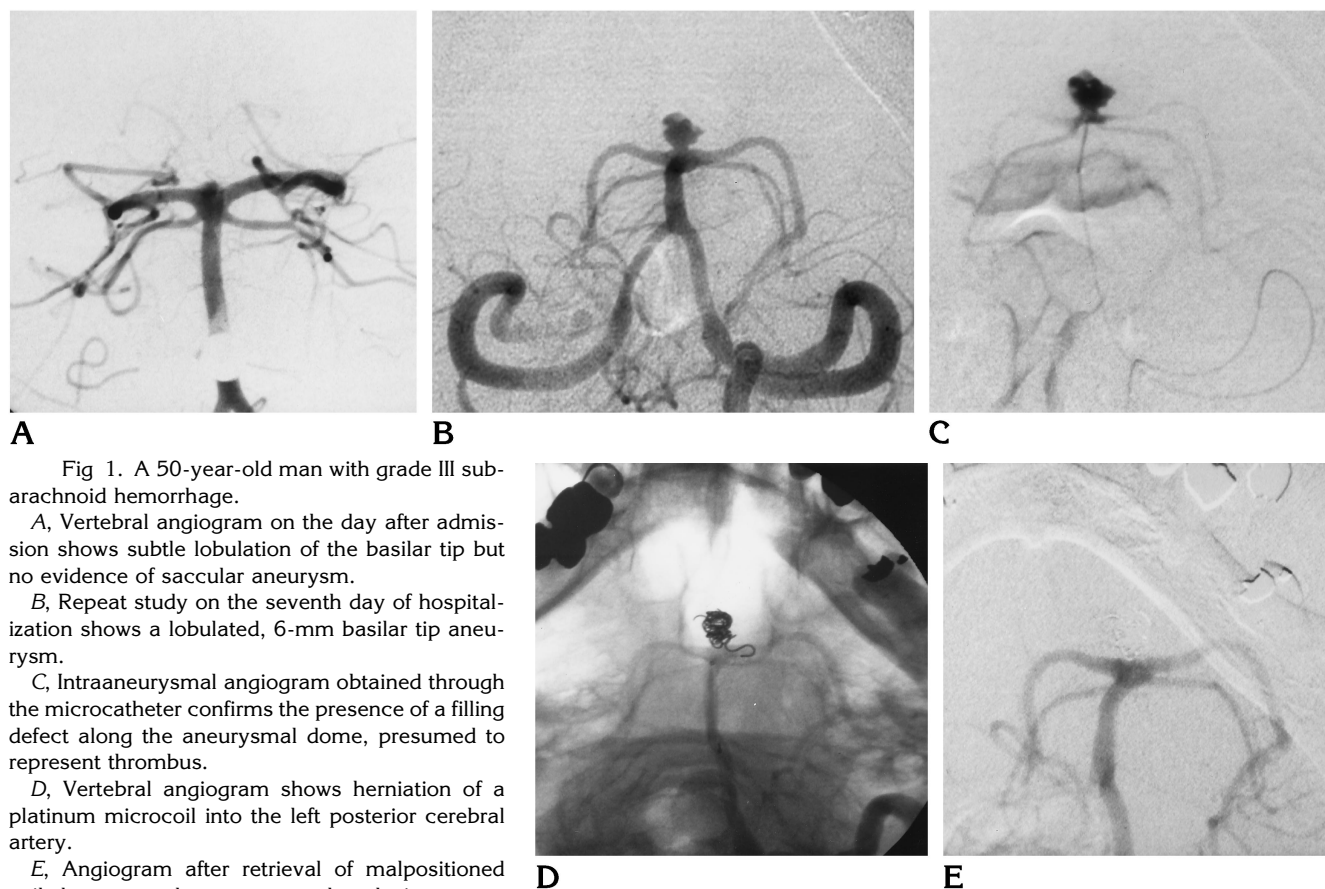 A
B
C
Fig 1. A 50-year-old man with grade III sub-
arachnoid hemorrhage.
A, Vertebral angiogram on the day after admis-
sion shows subtle lobulation of the basilar tip but
no evidence of saccular aneurysm.
B, Repeat study on the seventh day of hospital-
ization shows a lobulated, 6-mm basilar tip aneu-
rysm.
C, Intraaneurysmal angiogram obtained through
the microcatheter confirms the presence of a filling
defect along the aneurysmal dome, presumed to
represent thrombus.
D, Vertebral angiogram shows herniation of a
platinum microcoil into the left posterior cerebral
artery.
E, Angiogram after retrieval of malpositioned
D
E